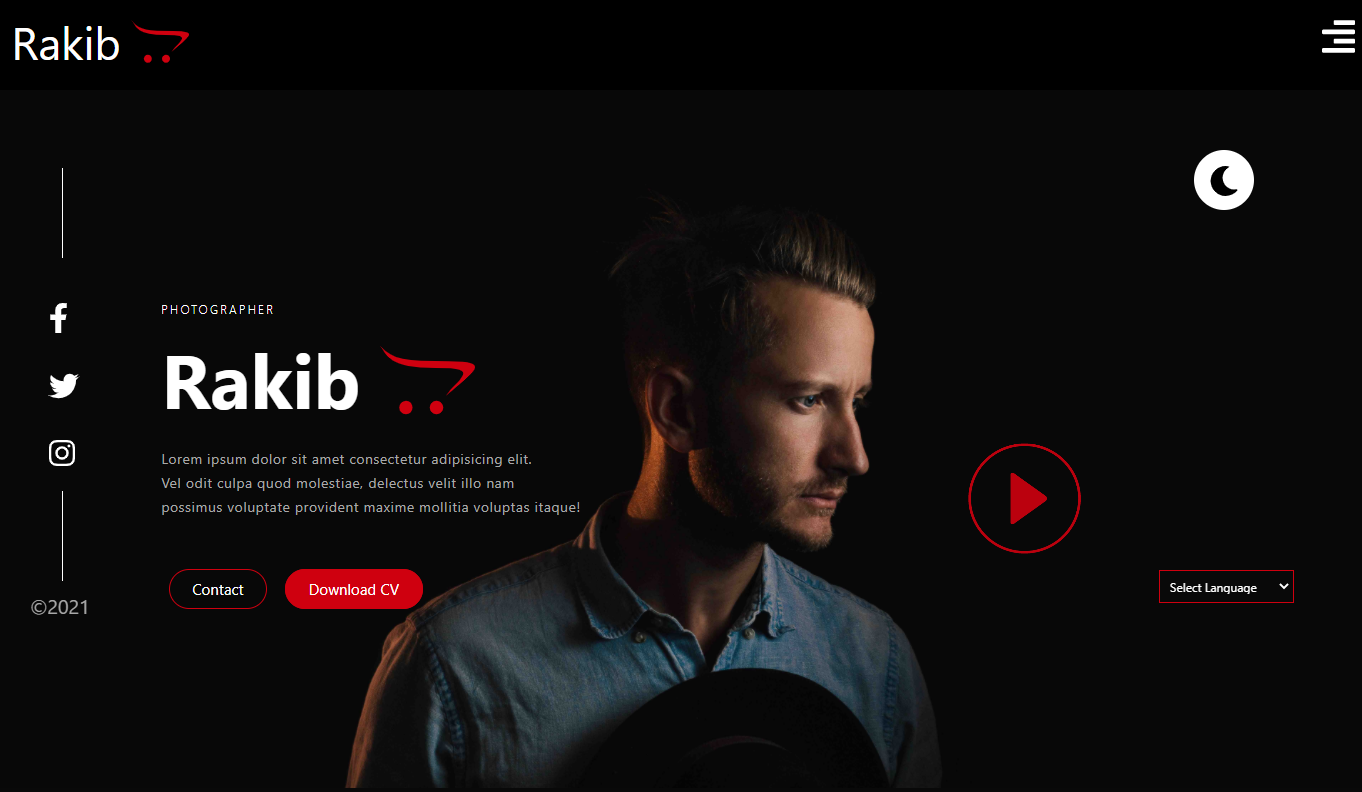 Rakib
PHOTOGRAPHER
Rakib
Lorem ipsum dolor sit amet consectetur adipisicing elit.
Vel odit culpa quod molestiae, delectus velit illo nam
possimus voluptate provident maxime mollitia voluptas itaque!
Contact
Download CV
Select Language
©2021